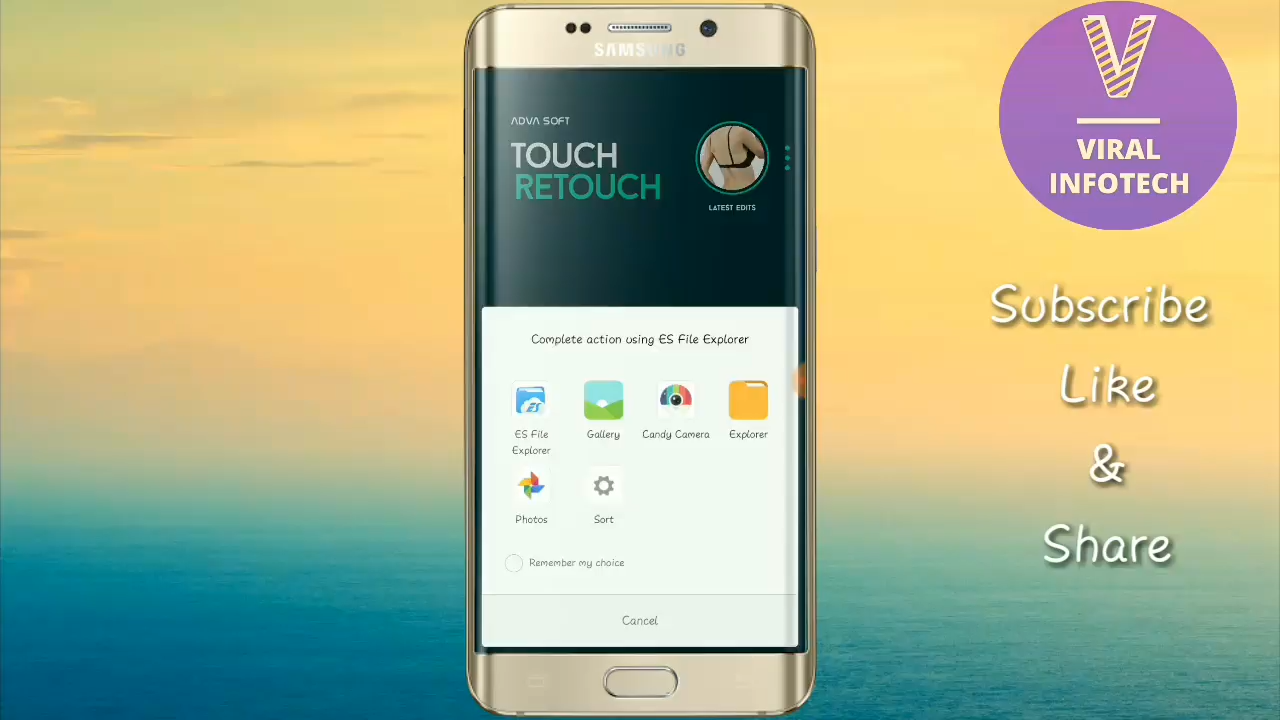 SAMSUNG
ADVA SOFT
TOUCH
RETOUCH
LATEST EDITS
Complete action using ES File Explorer
ES File
Explorer
Gallery
Candy Camera
Explorer
Photos
Sort
Remember my choice
Cancel
V
VIRAL
INFOTECH
Subscribe
Like
&
Share